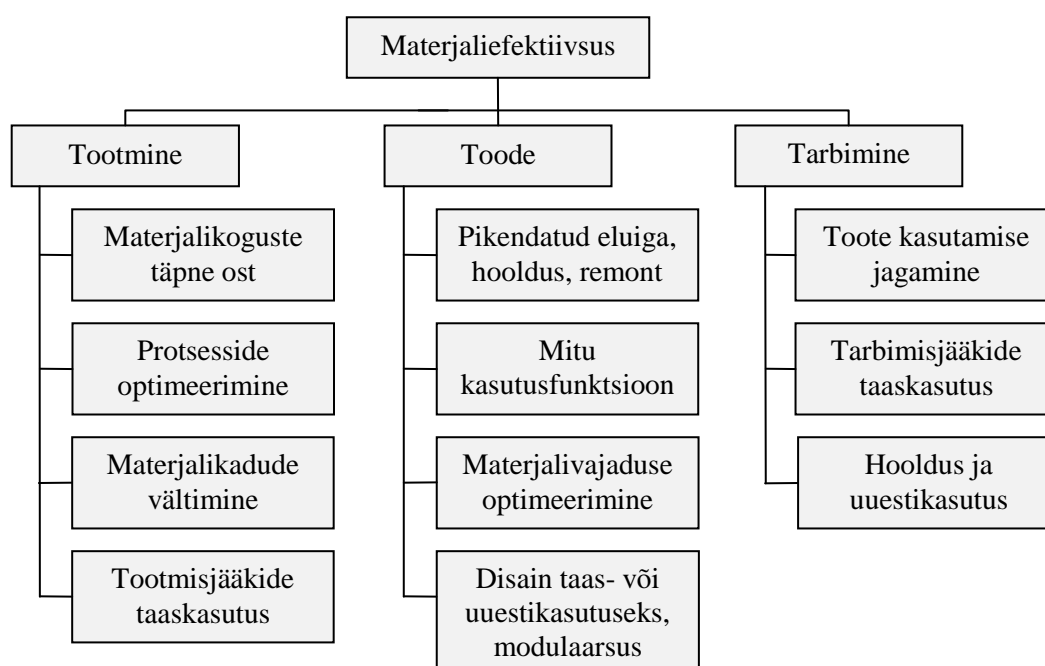 Materjaliefektiivsus
Tootmine
Materjalikoguste
täpne ost
Protsesside
optimeerimine
Materjalikadude
vältimine
Tootmisjääkide
taaskasutus
Toode
Pikendatud eluiga,
hooldus, remont
Mitu
kasutusfunktsioon
Materjalivajaduse
optimeerimine
Disain taas- või
uuestikasutuseks,
modulaarsus
Tarbimine
Toote kasutamise
jagamine
Tarbimisjääkide
taaskasutus
Hooldus ja
uuestikasutus